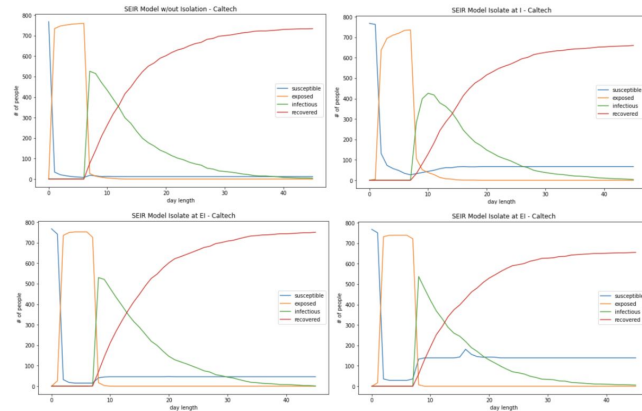 SEIR Model w/out Isolation - Caltech
800
700
600
500
400
300
200
100
0
# of people
susceptible
exposed
infectious
recovered
0 10 20 30 40
day length
SEIR Model Isolate at I - Caltech
800
700
600
500
400
300
200
100
0
# of people
susceptible
exposed
infectious
recovered
0 10 20 30 40
day length
SEIR Model Isolate at EI - Caltech
800
700
600
500
400
300
200
100
0
# of people
susceptible
exposed
infectious
recovered
0 10 20 30 40
day length
SEIR Model Isolate at EI - Caltech
800
700
600
500
400
300
200
100
0
# of people
susceptible
exposed
infectious
recovered
0 10 20 30 40
day length